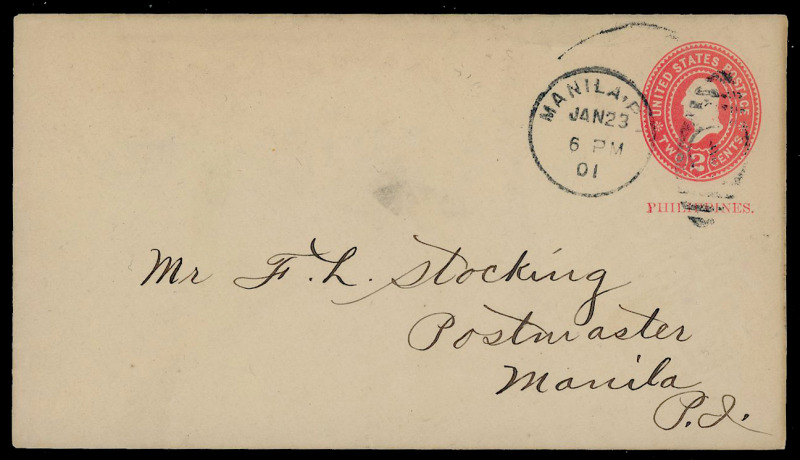 UNITED STATES POSTAGE
TWO 2 CENTS
PHILIPPINES.
MANILA, P.
JAN 23
6 PM
01
Mr F. L. Stocking
Postmaster
Manila
P.I.